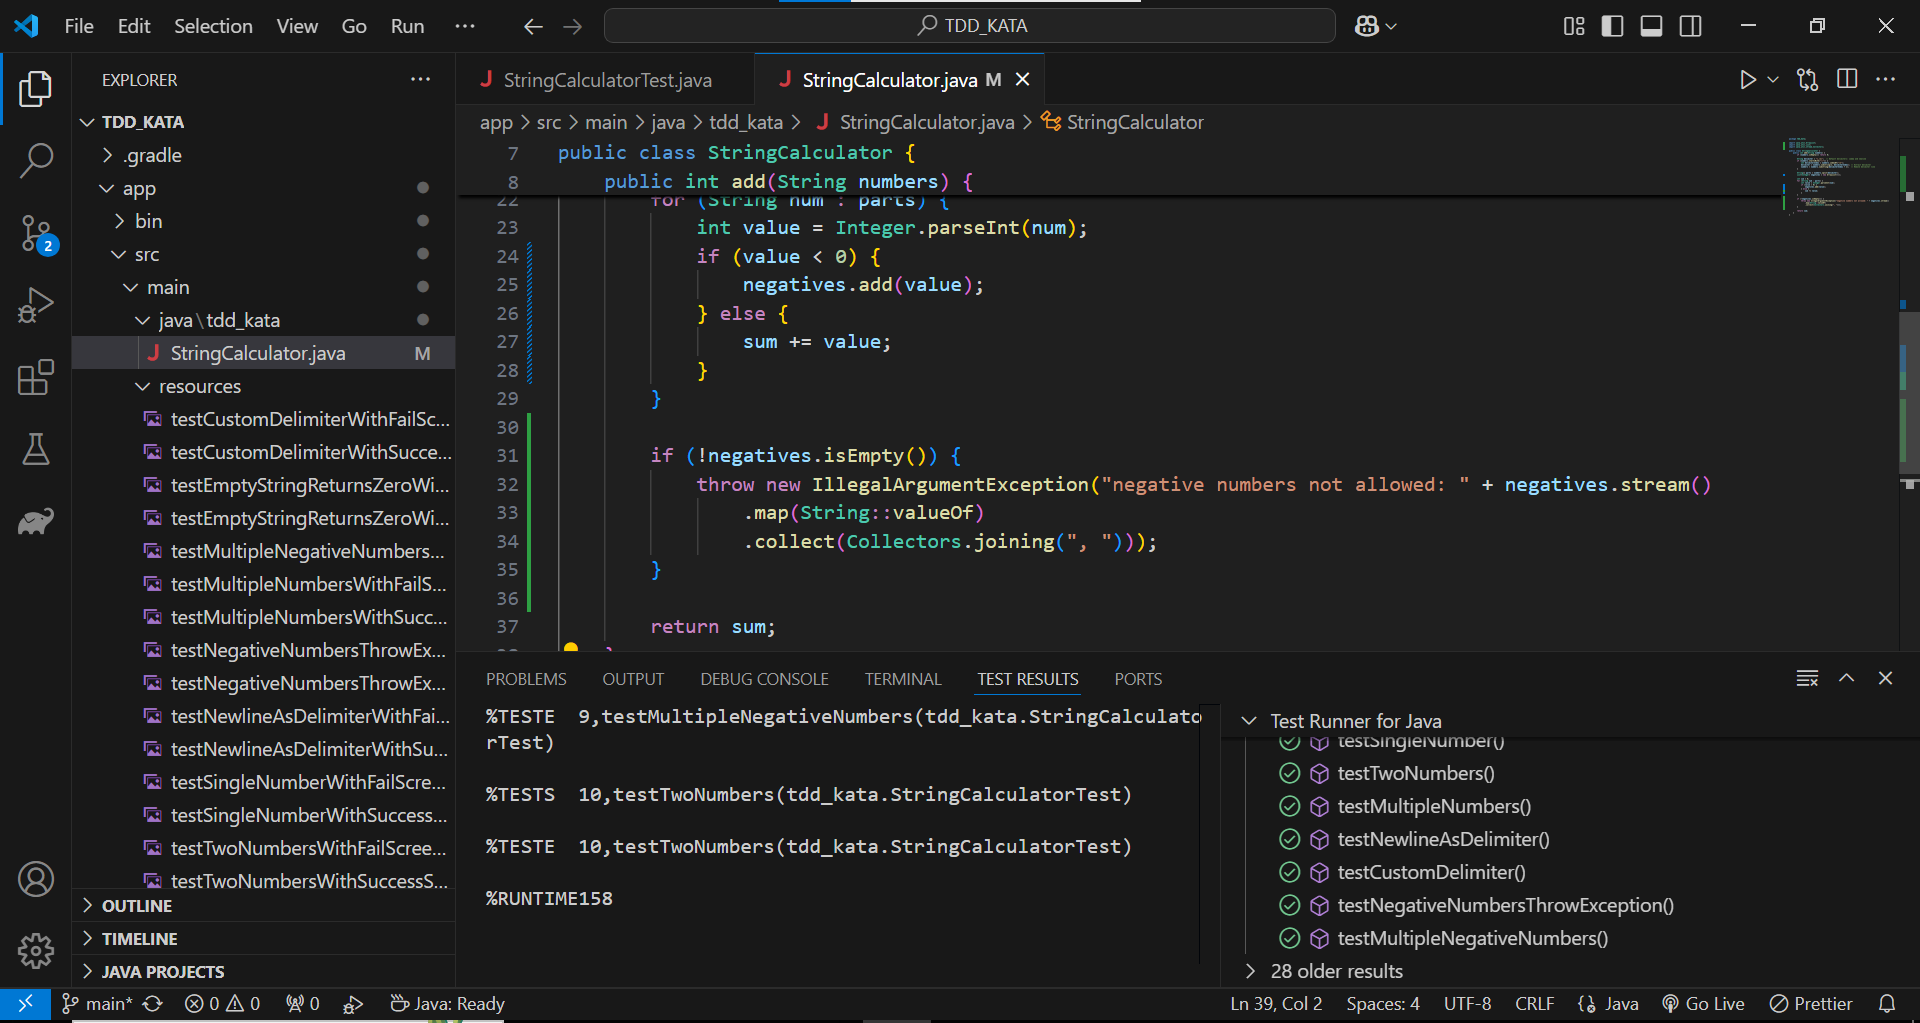 File Edit Selection View Go Run ···
TDD_KATA
EXPLORER ···
TDD_KATA
.gradle
app
bin
src
main
java\tdd_kata
StringCalculator.java M
resources
testCustomDelimiterWithFailSc...
testCustomDelimiterWithSucce...
testEmptyStringReturnsZeroWi...
testEmptyStringReturnsZeroWi...
testMultipleNegativeNumbers...
testMultipleNumbersWithFailS...
testMultipleNumbersWithSucc...
testNegativeNumbersThrowEx...
testNegativeNumbersThrowEx...
testNewlineAsDelimiterWithFai...
testNewlineAsDelimiterWithSu...
testSingleNumberWithFailScre...
testSingleNumberWithSuccess...
testTwoNumbersWithFailScree...
testTwoNumbersWithSuccessS...
OUTLINE
TIMELINE
JAVA PROJECTS
2
StringCalculatorTest.java
StringCalculator.java M
app > src > main > java > tdd_kata > StringCalculator.java > StringCalculator
7 public class StringCalculator {
8 public int add(String numbers) {
22 for (String num : parts) {
23 int value = Integer.parseInt(num);
24 if (value < 0) {
25 negatives.add(value);
26 } else {
27 sum += value;
28 }
29 }
30
31 if (!negatives.isEmpty()) {
32 throw new IllegalArgumentException("negative numbers not allowed: " + negatives.stream()
33 .map(String::valueOf)
34 .collect(Collectors.joining(", ")));
35 }
36
37 return sum;
PROBLEMS OUTPUT DEBUG CONSOLE TERMINAL TEST RESULTS PORTS
%TESTE 9,testMultipleNegativeNumbers(tdd_kata.StringCalculato
rTest)
%TESTS 10,testTwoNumbers(tdd_kata.StringCalculatorTest)
%TESTE 10,testTwoNumbers(tdd_kata.StringCalculatorTest)
%RUNTIME158
Test Runner for Java
testSingleNumber()
testTwoNumbers()
testMultipleNumbers()
testNewlineAsDelimiter()
testCustomDelimiter()
testNegativeNumbersThrowException()
testMultipleNegativeNumbers()
28 older results
main* 0 0 0 Java: Ready Ln 39, Col 2 Spaces: 4 UTF-8 CRLF {} Java Go Live Prettier